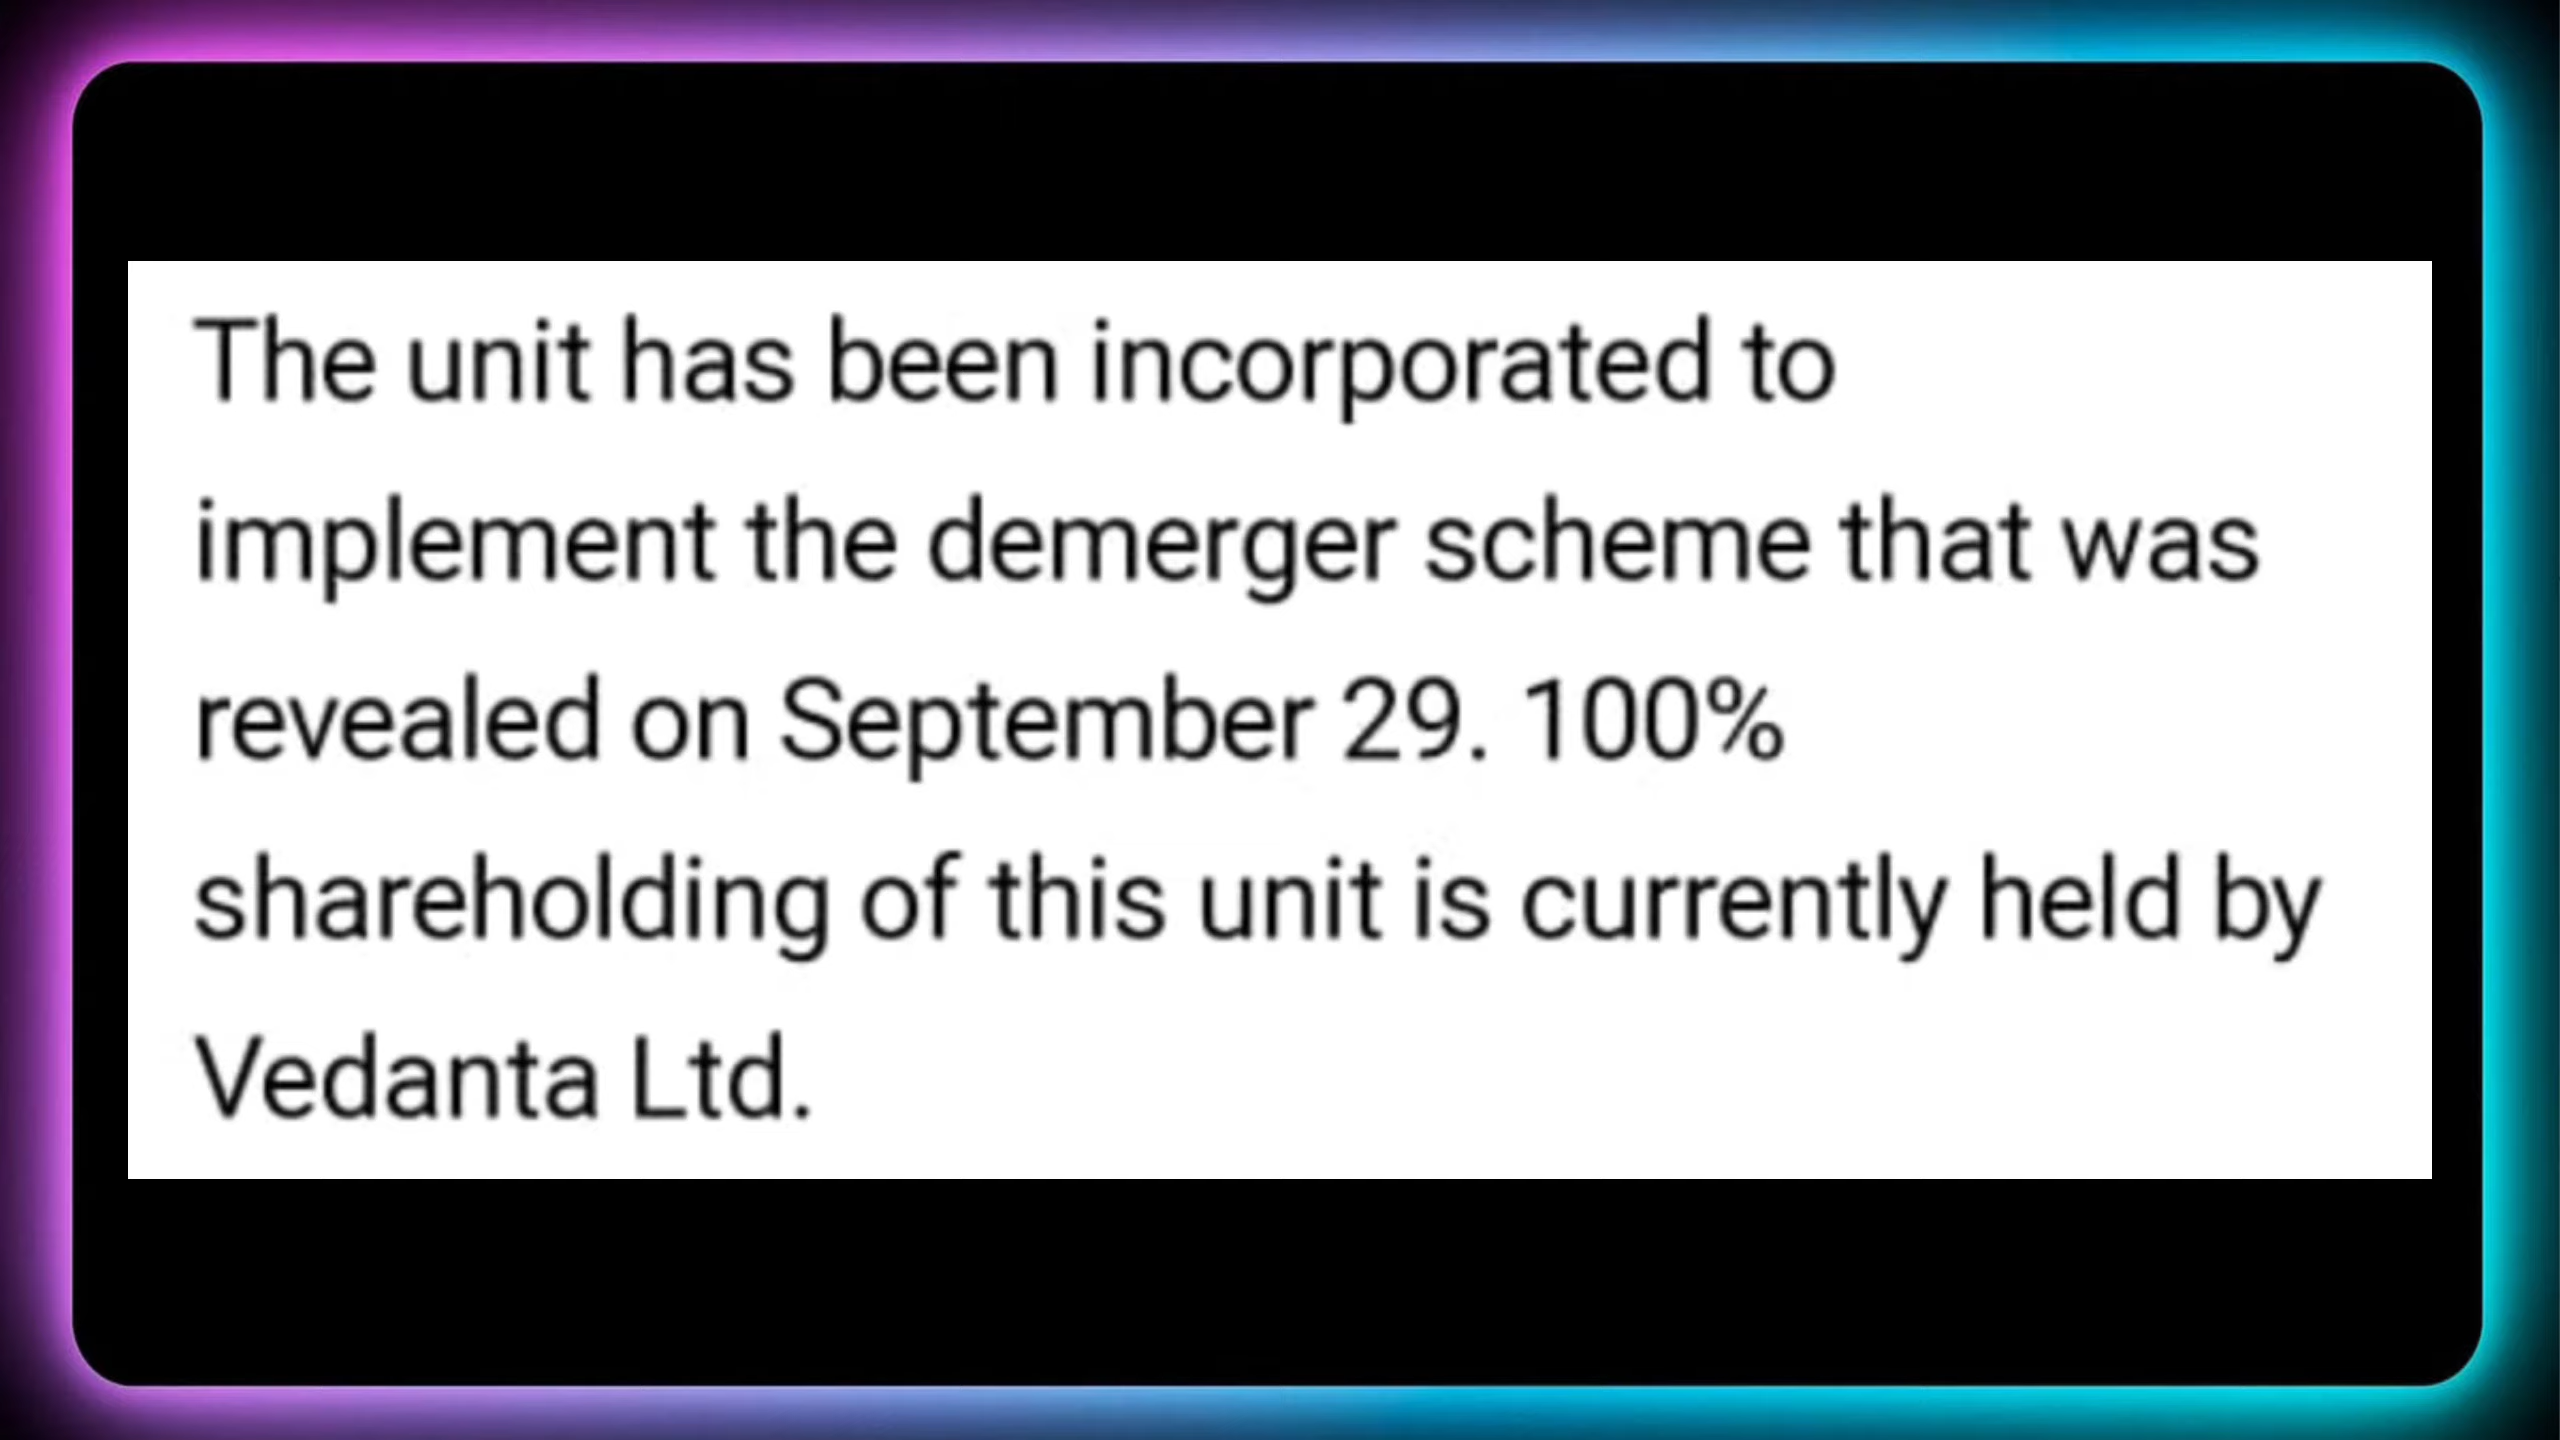 The unit has been incorporated to
implement the demerger scheme that was
revealed on September 29. 100%
shareholding of this unit is currently held by
Vedanta Ltd.